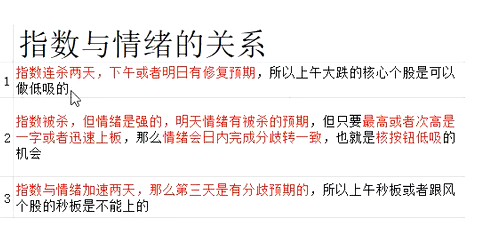 指数与情绪的关系
1 指数连杀两天，下午或者明日有修复预期，所以上午大跌的核心个股是可以
做低吸的
指数被杀，但情绪是强的，明天情绪有被杀的预期，但只要最高或者次高是
2 一字或者迅速上板，那么情绪会日内完成分歧转一致，也就是核按钮低吸的
机会
3 指数与情绪加速两天，那么第三天是有分歧预期的，所以上午秒板或者跟风
个股的秒板是不能上的